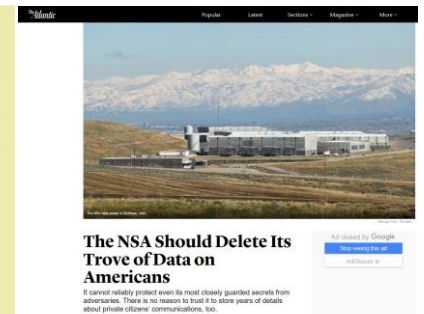 The Atlantic
Popular Latest Sections Magazine More
The NSA Should Delete Its
Trove of Data on
Americans
It cannot reliably protect even its most closely guarded secrets from
adversaries. There is no reason to trust it to store years of details
about private citizens' communications, too.
Ad closed by Google
Stop seeing this ad
AdChoices